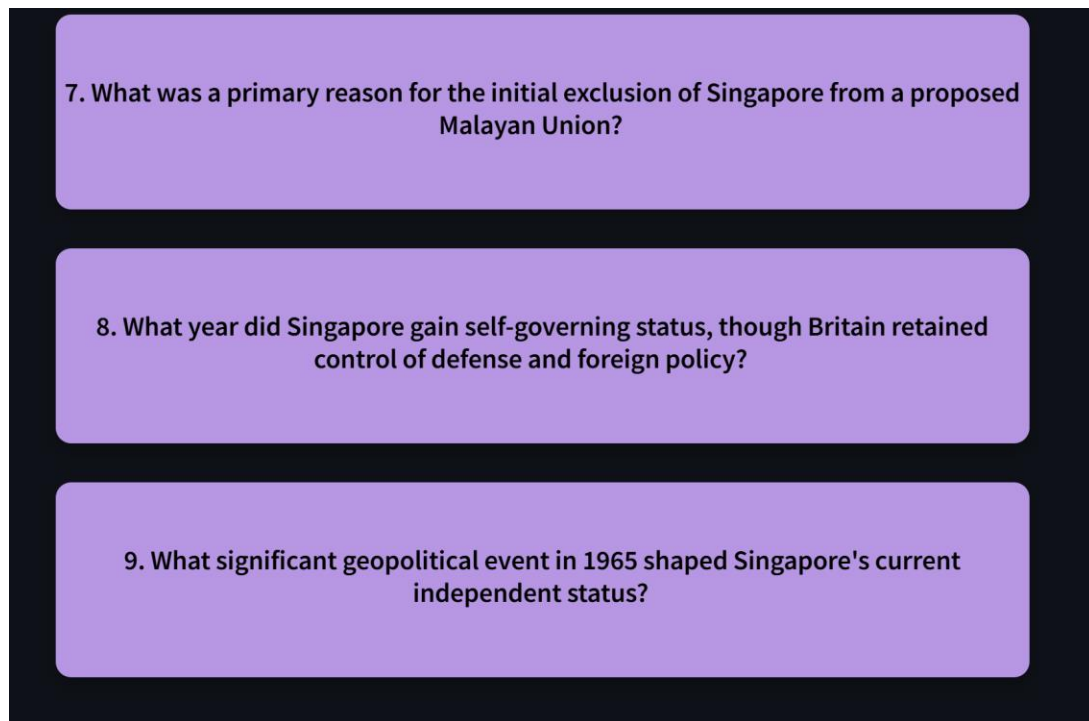 7. What was a primary reason for the initial exclusion of Singapore from a proposed
Malayan Union?
8. What year did Singapore gain self-governing status, though Britain retained
control of defense and foreign policy?
9. What significant geopolitical event in 1965 shaped Singapore's current
independent status?